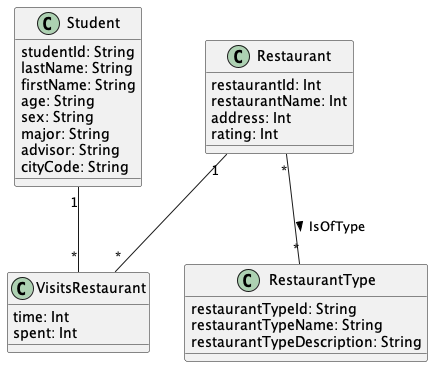 C Student
studentId: String
lastName: String
firstName: String
age: String
sex: String
major: String
advisor: String
cityCode: String
C Restaurant
restaurantId: Int
restaurantName: Int
address: Int
rating: Int
1
*
1
*
*
IsOfType
*
C VisitsRestaurant
time: Int
spent: Int
C RestaurantType
restaurantTypeId: String
restaurantTypeName: String
restaurantTypeDescription: String